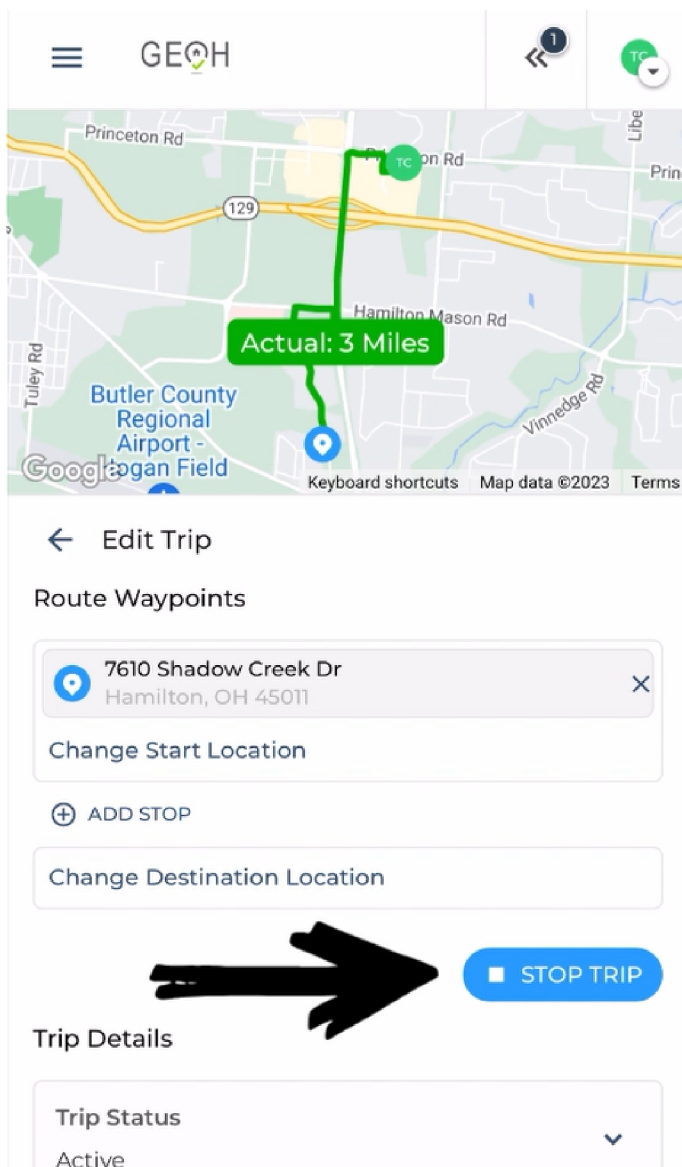 GEOH
1
TC
Princeton Rd
Libe
TC
on Rd
Prin
129
Hamilton Mason Rd
Actual: 3 Miles
Tuley Rd
Vinnedge Rd
Butler County
Regional
Airport -
Hogan Field
Google
Keyboard shortcuts
Map data ©2023
Terms
Edit Trip
Route Waypoints
7610 Shadow Creek Dr
Hamilton, OH 45011
Change Start Location
ADD STOP
Change Destination Location
STOP TRIP
Trip Details
Trip Status
Active